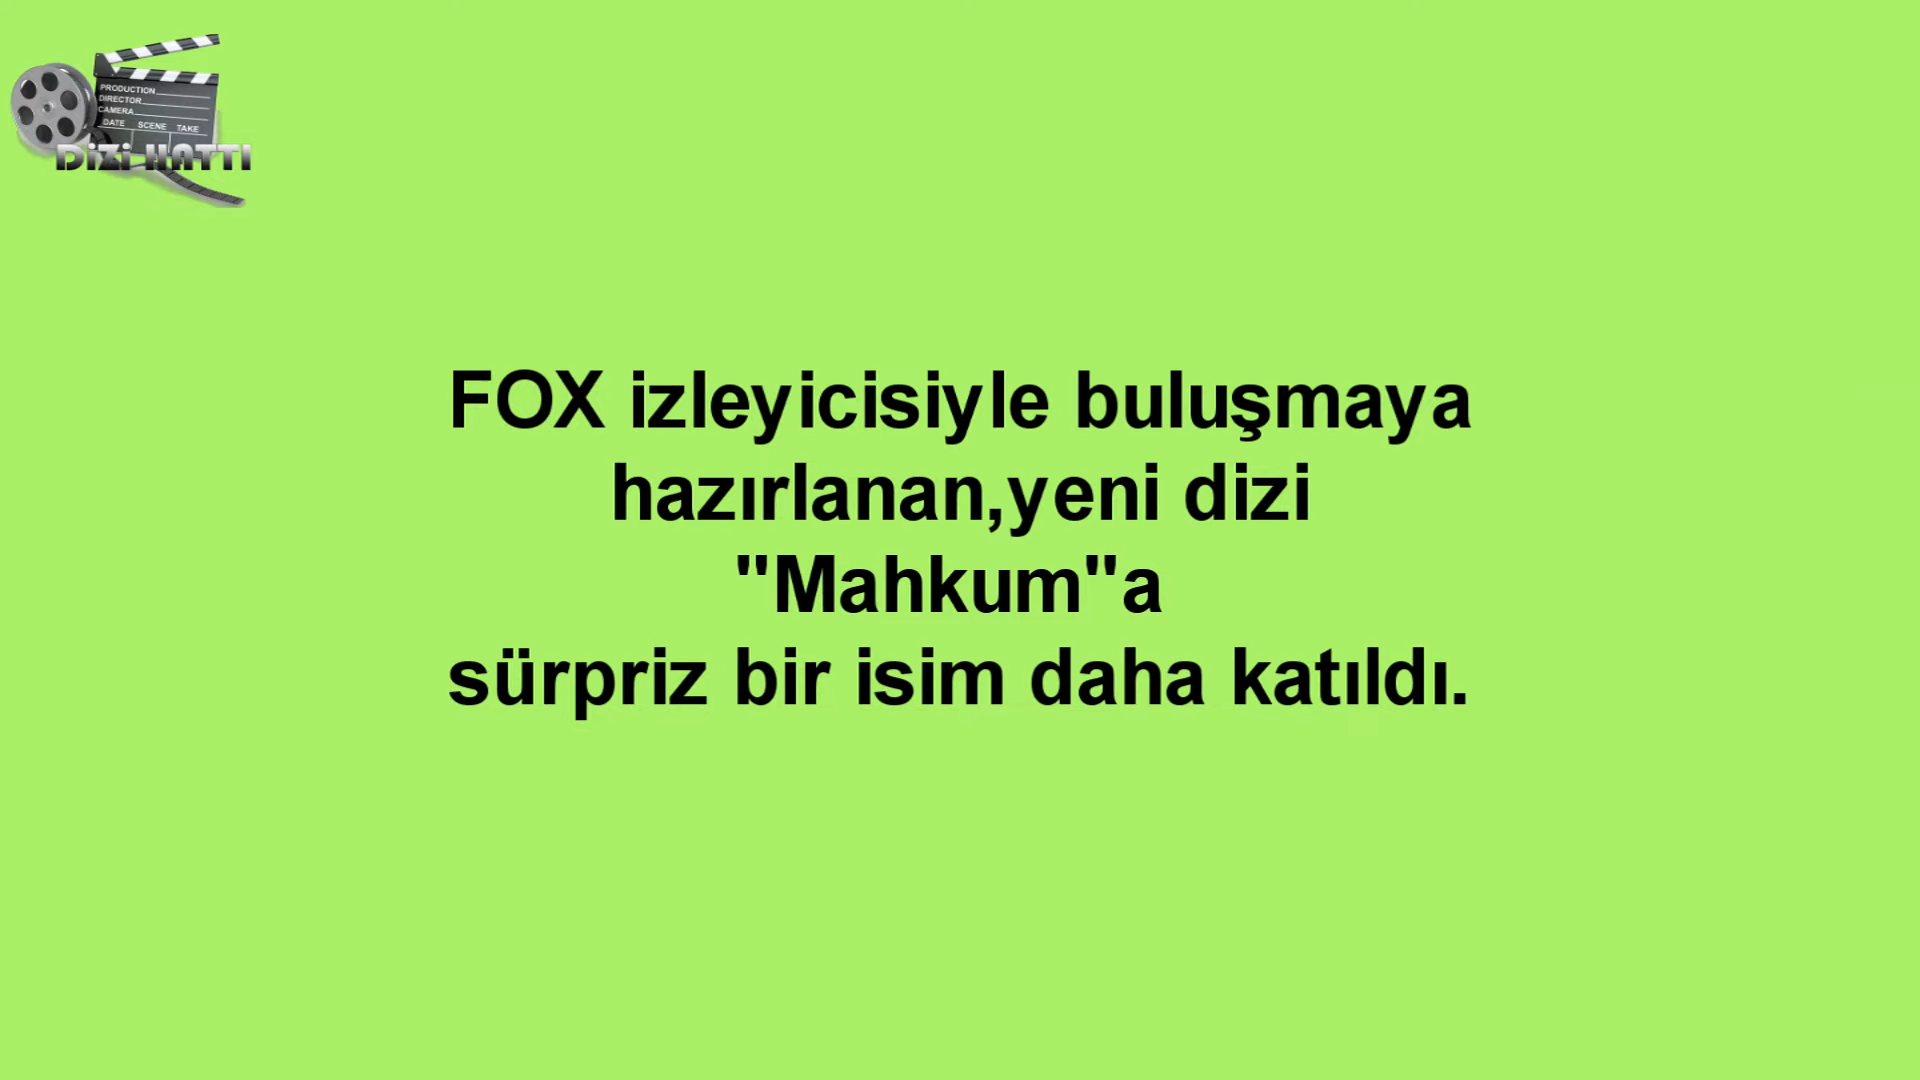 PRODUCTION
DIRECTOR
CAMERA
DATE SCENE TAKE
DiZi HATTI
FOX izleyicisiyle buluşmaya
hazırlanan,yeni dizi
"Mahkum"a
sürpriz bir isim daha katıldı.